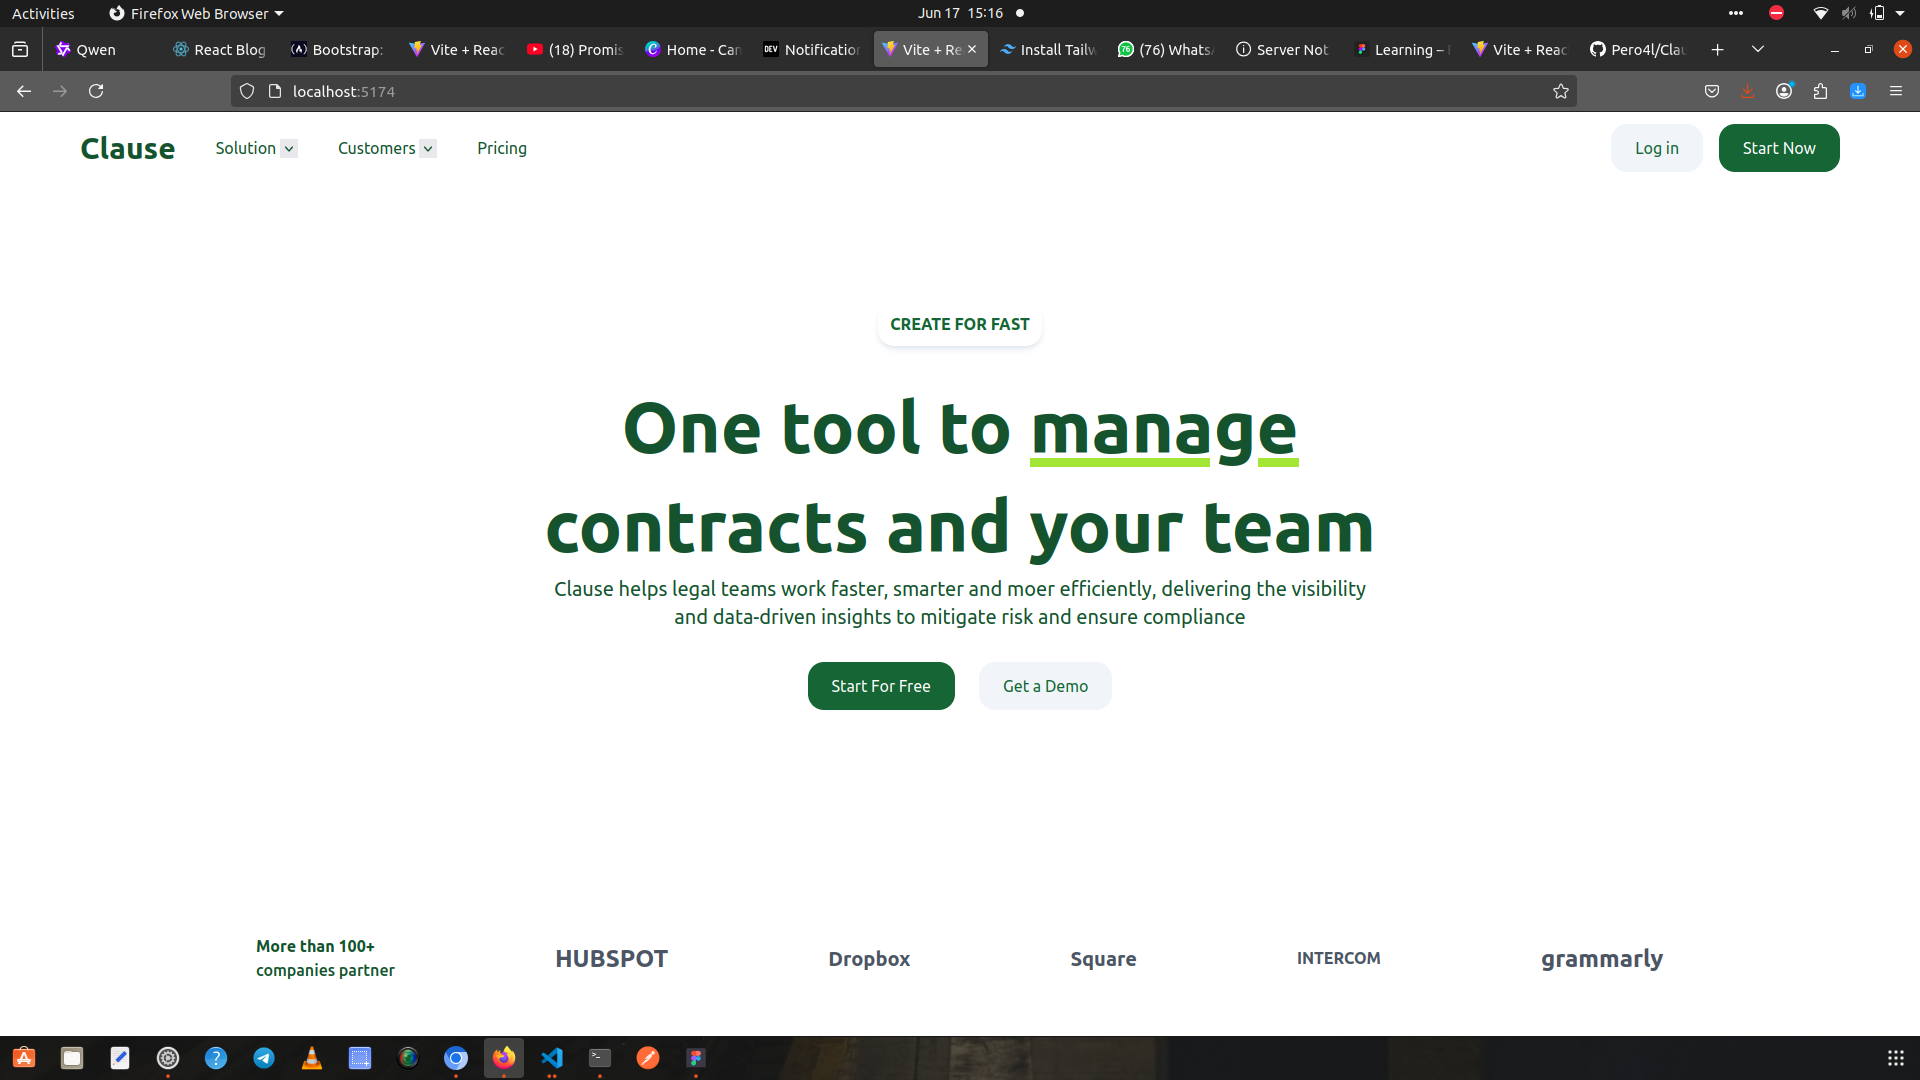 Activities Firefox Web Browser Jun 17 15:16
Qwen React Blog Bootstrap: Vite + Reac (18) Promis Home - Can Notification Vite + Re Install Tailw (76) Whats Server Not Learning – Vite + Reac Pero4l/Clau
localhost:5174
Clause Solution Customers Pricing Log in Start Now
CREATE FOR FAST
One tool to manage
contracts and your team
Clause helps legal teams work faster, smarter and moer efficiently, delivering the visibility
and data-driven insights to mitigate risk and ensure compliance
Start For Free Get a Demo
More than 100+
companies partner
HUBSPOT Dropbox Square INTERCOM grammarly